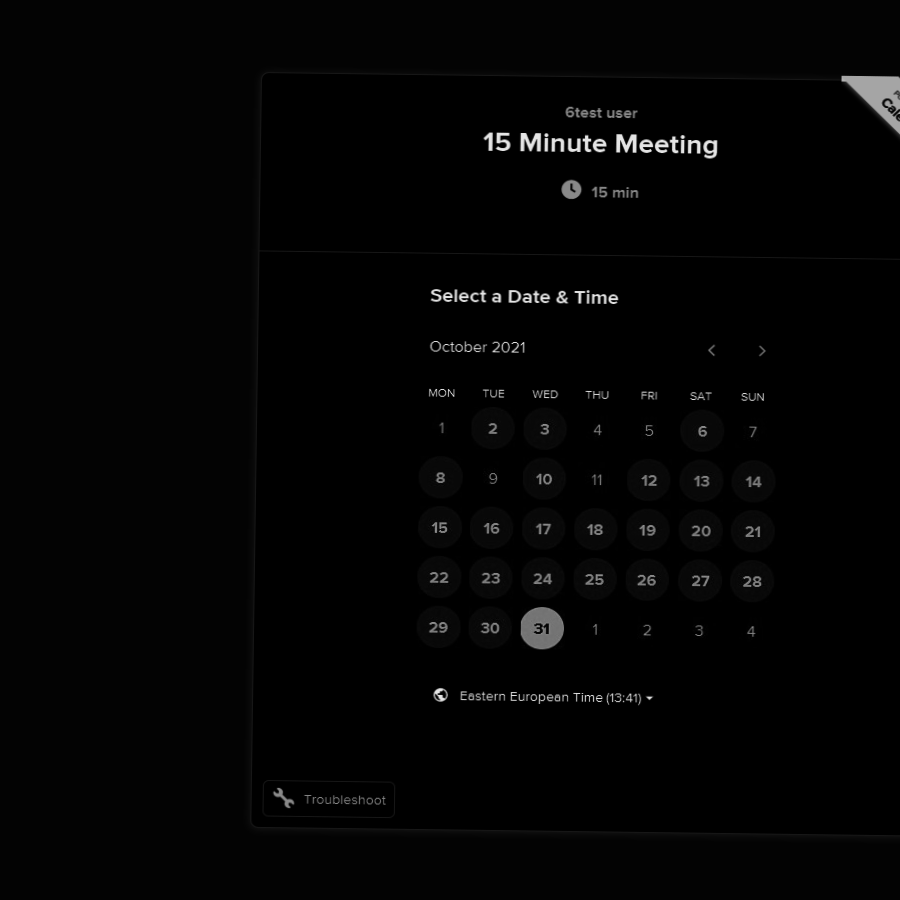 6test user
15 Minute Meeting
15 min
Select a Date & Time
October 2021
MON TUE WED THU FRI SAT SUN
1 2 3 4 5 6 7
8 9 10 11 12 13 14
15 16 17 18 19 20 21
22 23 24 25 26 27 28
29 30 31 1 2 3 4
Eastern European Time (13:41)
Troubleshoot